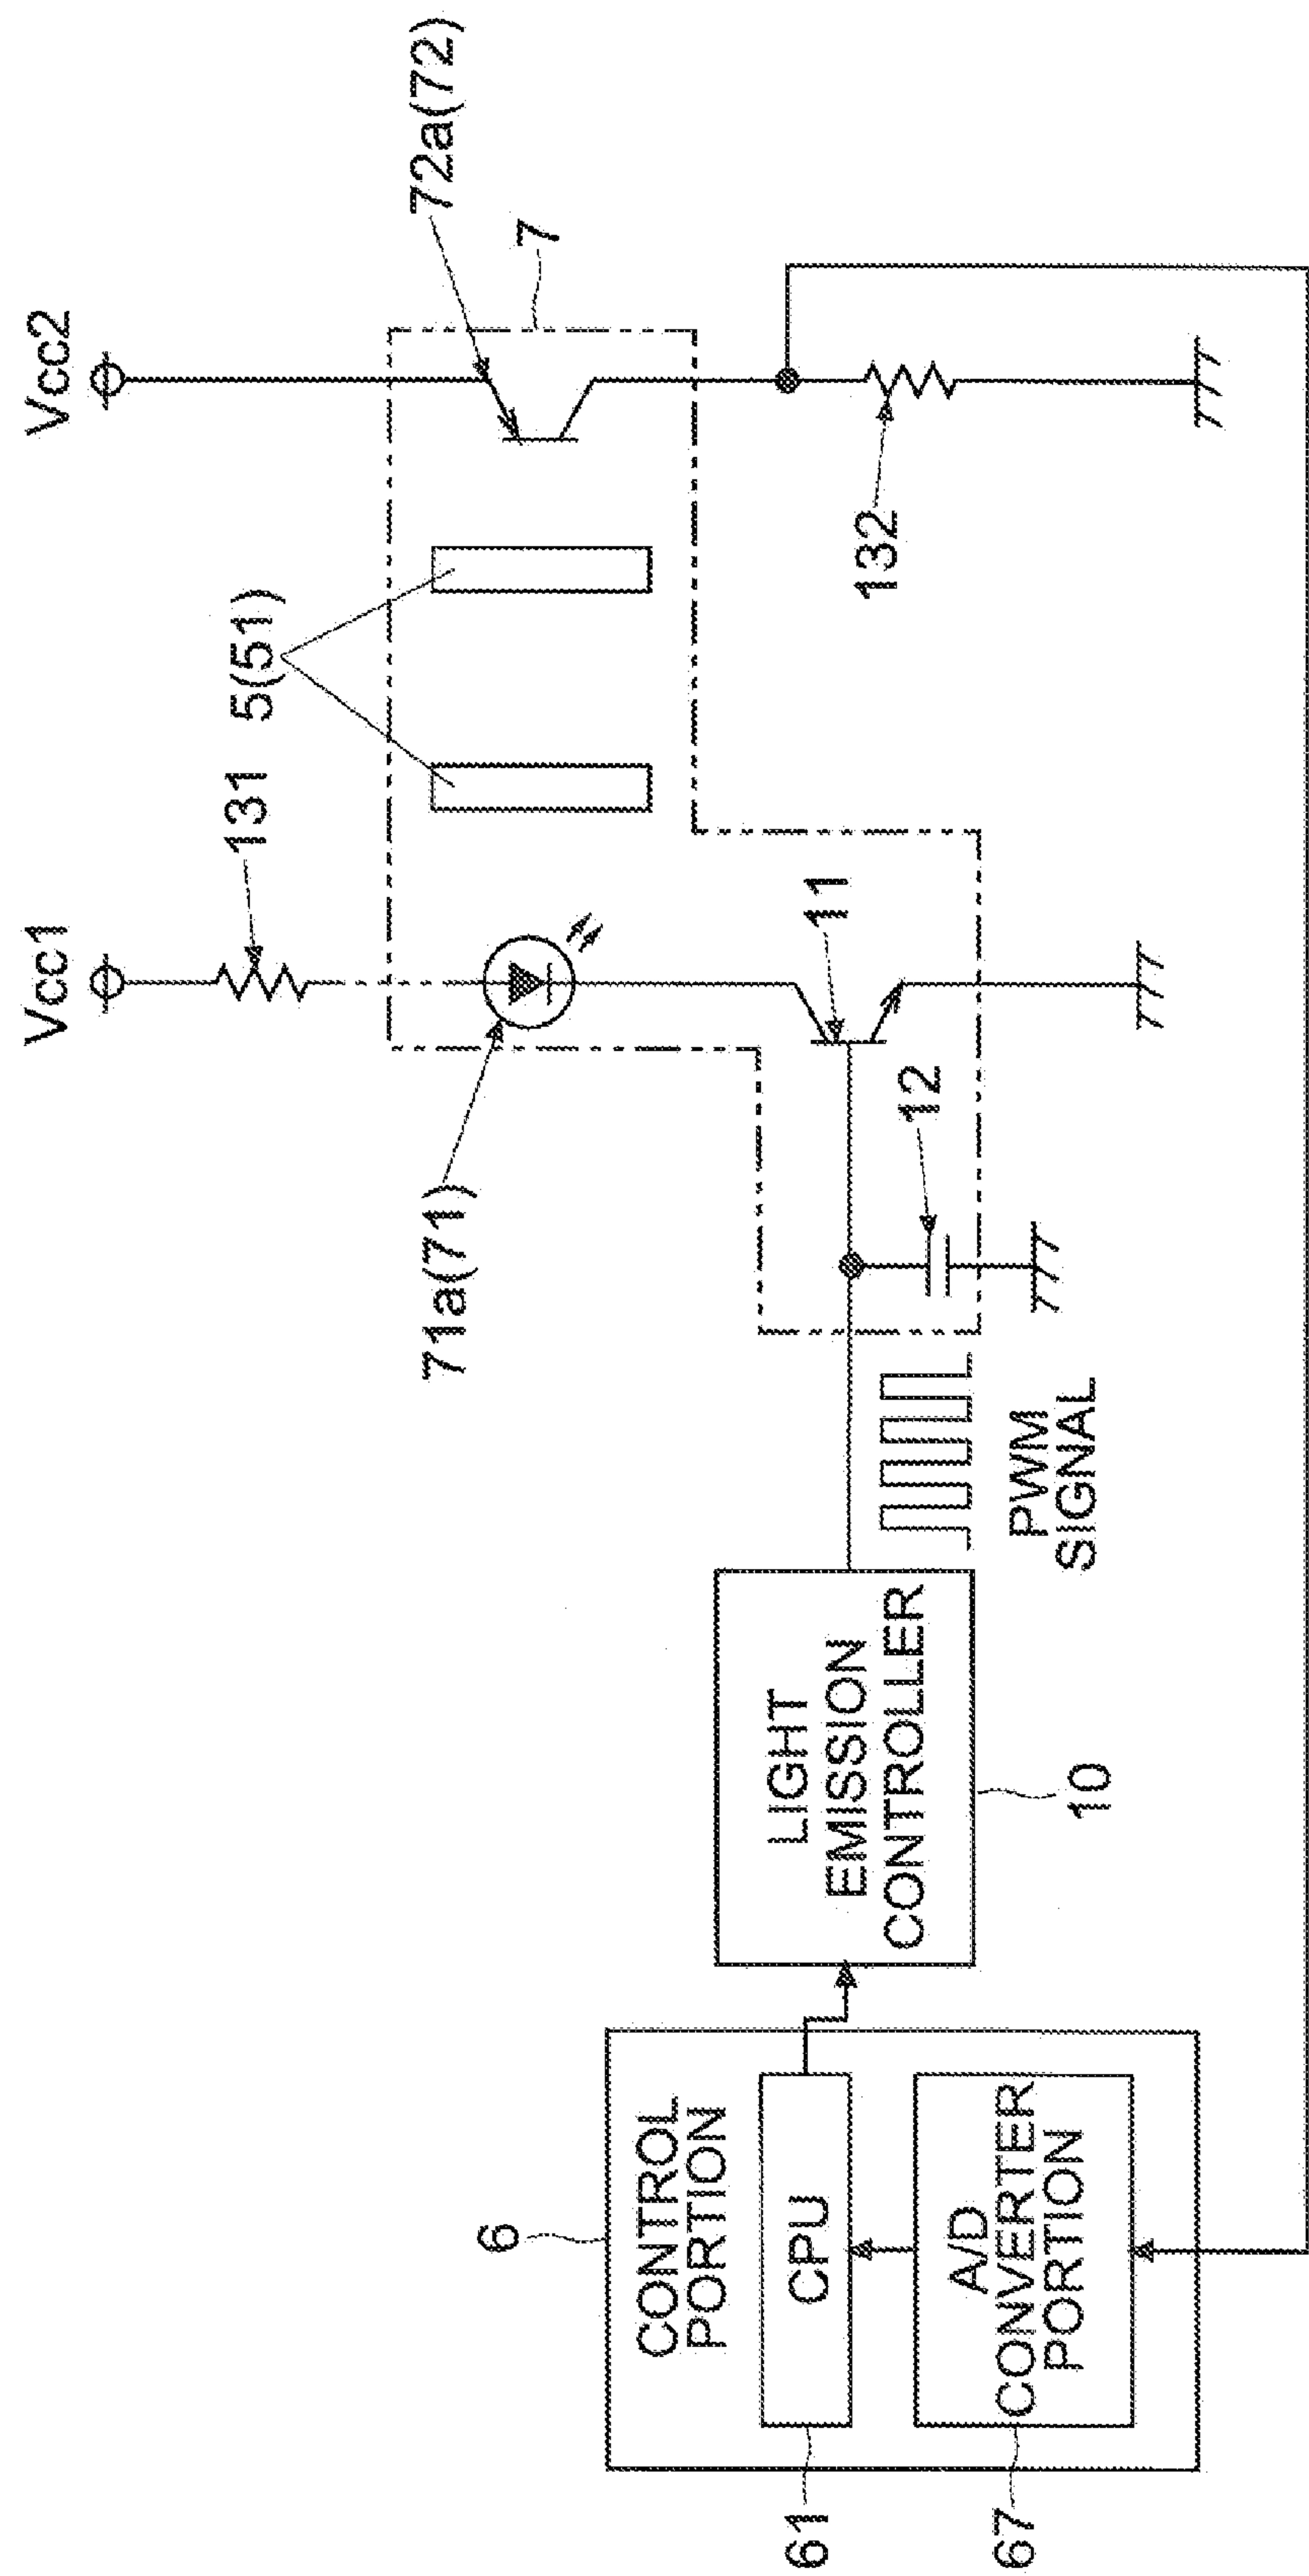 Vcc1
Vcc2
131
5(51)
72a(72)
7
71a(71)
11
12
132
6
CONTROL
PORTION
CPU
61
A/D
CONVERTER
PORTION
67
LIGHT
EMISSION
CONTROLLER
10
PWM
SIGNAL